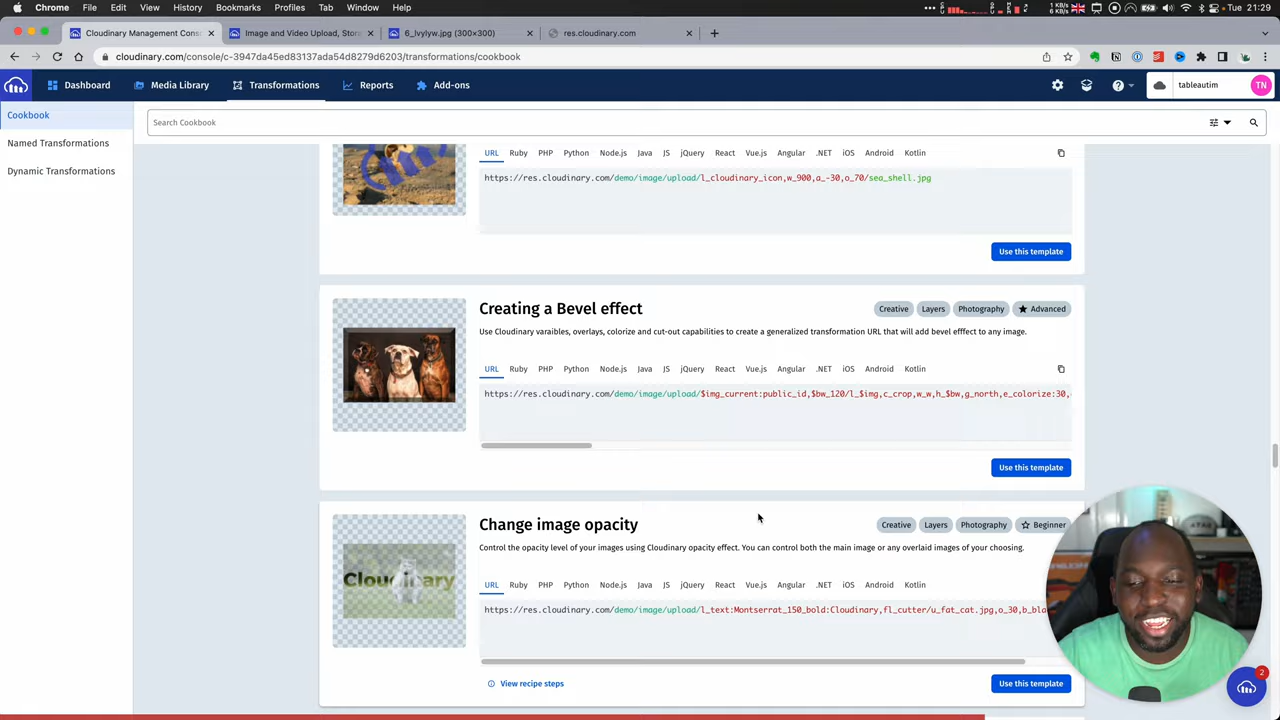 Chrome File Edit View History Bookmarks Profiles Tab Window Help
21:29
Cloudinary Management Cons
Image and Video Upload, Stor
6_lvylyw.jpg (300×300)
res.cloudinary.com
cloudinary.com/console/c-3947da45ed83137ada54d8279d6203/transformations/cookbook
Dashboard Media Library Transformations Reports Add-ons
tableautim TN
Cookbook
Named Transformations
Dynamic Transformations
Search Cookbook
URL Ruby PHP Python Node.js Java JS jQuery React Vue.js Angular .NET iOS Android Kotlin
https://res.cloudinary.com/demo/image/upload/l_cloudinary_icon,w_900,a_-30,o_70/sea_shell.jpg
Use this template
Creating a Bevel effect
Creative Layers Photography Advanced
Use Cloudinary varaibles, overlays, colorize and cut-out capabilities to create a generalized transformation URL that will add bevel efffect to any image.
URL Ruby PHP Python Node.js Java JS jQuery React Vue.js Angular .NET iOS Android Kotlin
https://res.cloudinary.com/demo/image/upload/$img_current:public_id,$bw_120/l_$img,c_crop,w_w,h_$bw,g_north,e_colorize:30,
Use this template
Change image opacity
Creative Layers Photography Beginner
Control the opacity level of your images using Cloudinary opacity effect. You can control both the main image or any overlaid images of your choosing.
Cloudinary
URL Ruby PHP Python Node.js Java JS jQuery React Vue.js Angular .NET iOS Android Kotlin
https://res.cloudinary.com/demo/image/upload/l_text:Montserrat_150_bold:Cloudinary,fl_cutter/u_fat_cat.jpg,o_30,b_bla
View recipe steps
Use this template
2